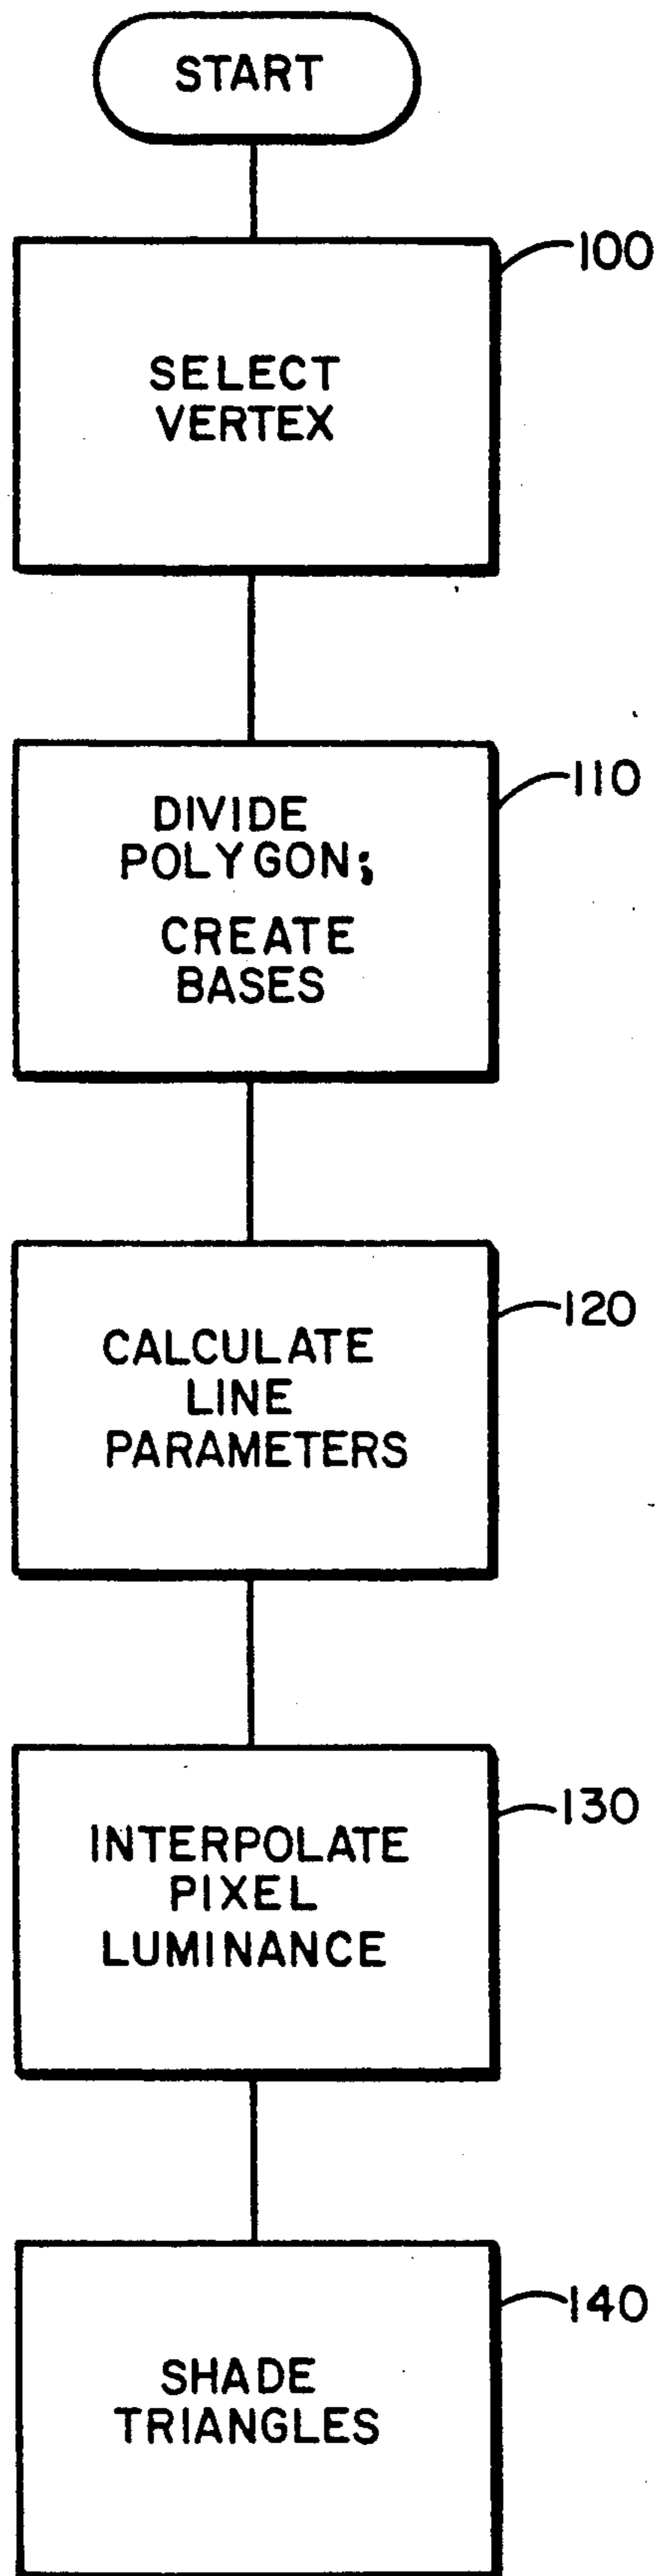 START
100
SELECT
VERTEX
110
DIVIDE
POLYGON;
CREATE
BASES
120
CALCULATE
LINE
PARAMETERS
130
INTERPOLATE
PIXEL
LUMINANCE
140
SHADE
TRIANGLES